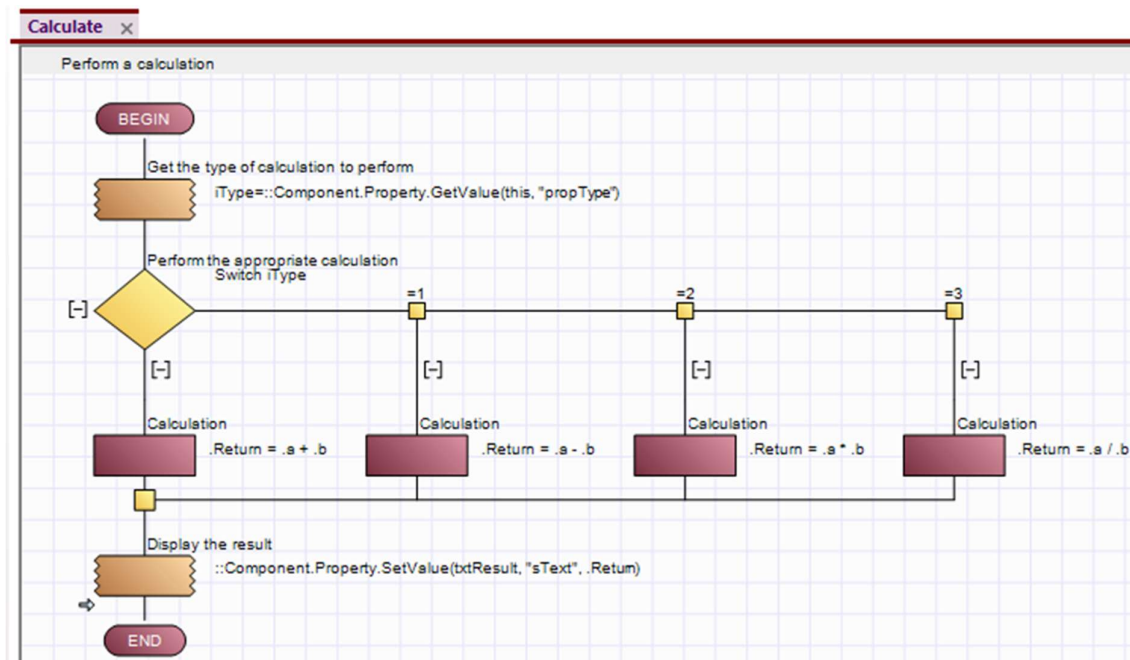 Calculate ×
Perform a calculation
BEGIN
Get the type of calculation to perform
iType=::Component.Property.GetValue(this, "propType")
Perform the appropriate calculation
Switch iType
=1
=2
=3
[-]
[-]
[-]
[-]
[-]
Calculation
.Return = .a + .b
Calculation
.Return = .a - .b
Calculation
.Return = .a * .b
Calculation
.Return = .a / .b
Display the result
::Component.Property.SetValue(txtResult, "sText", .Return)
END